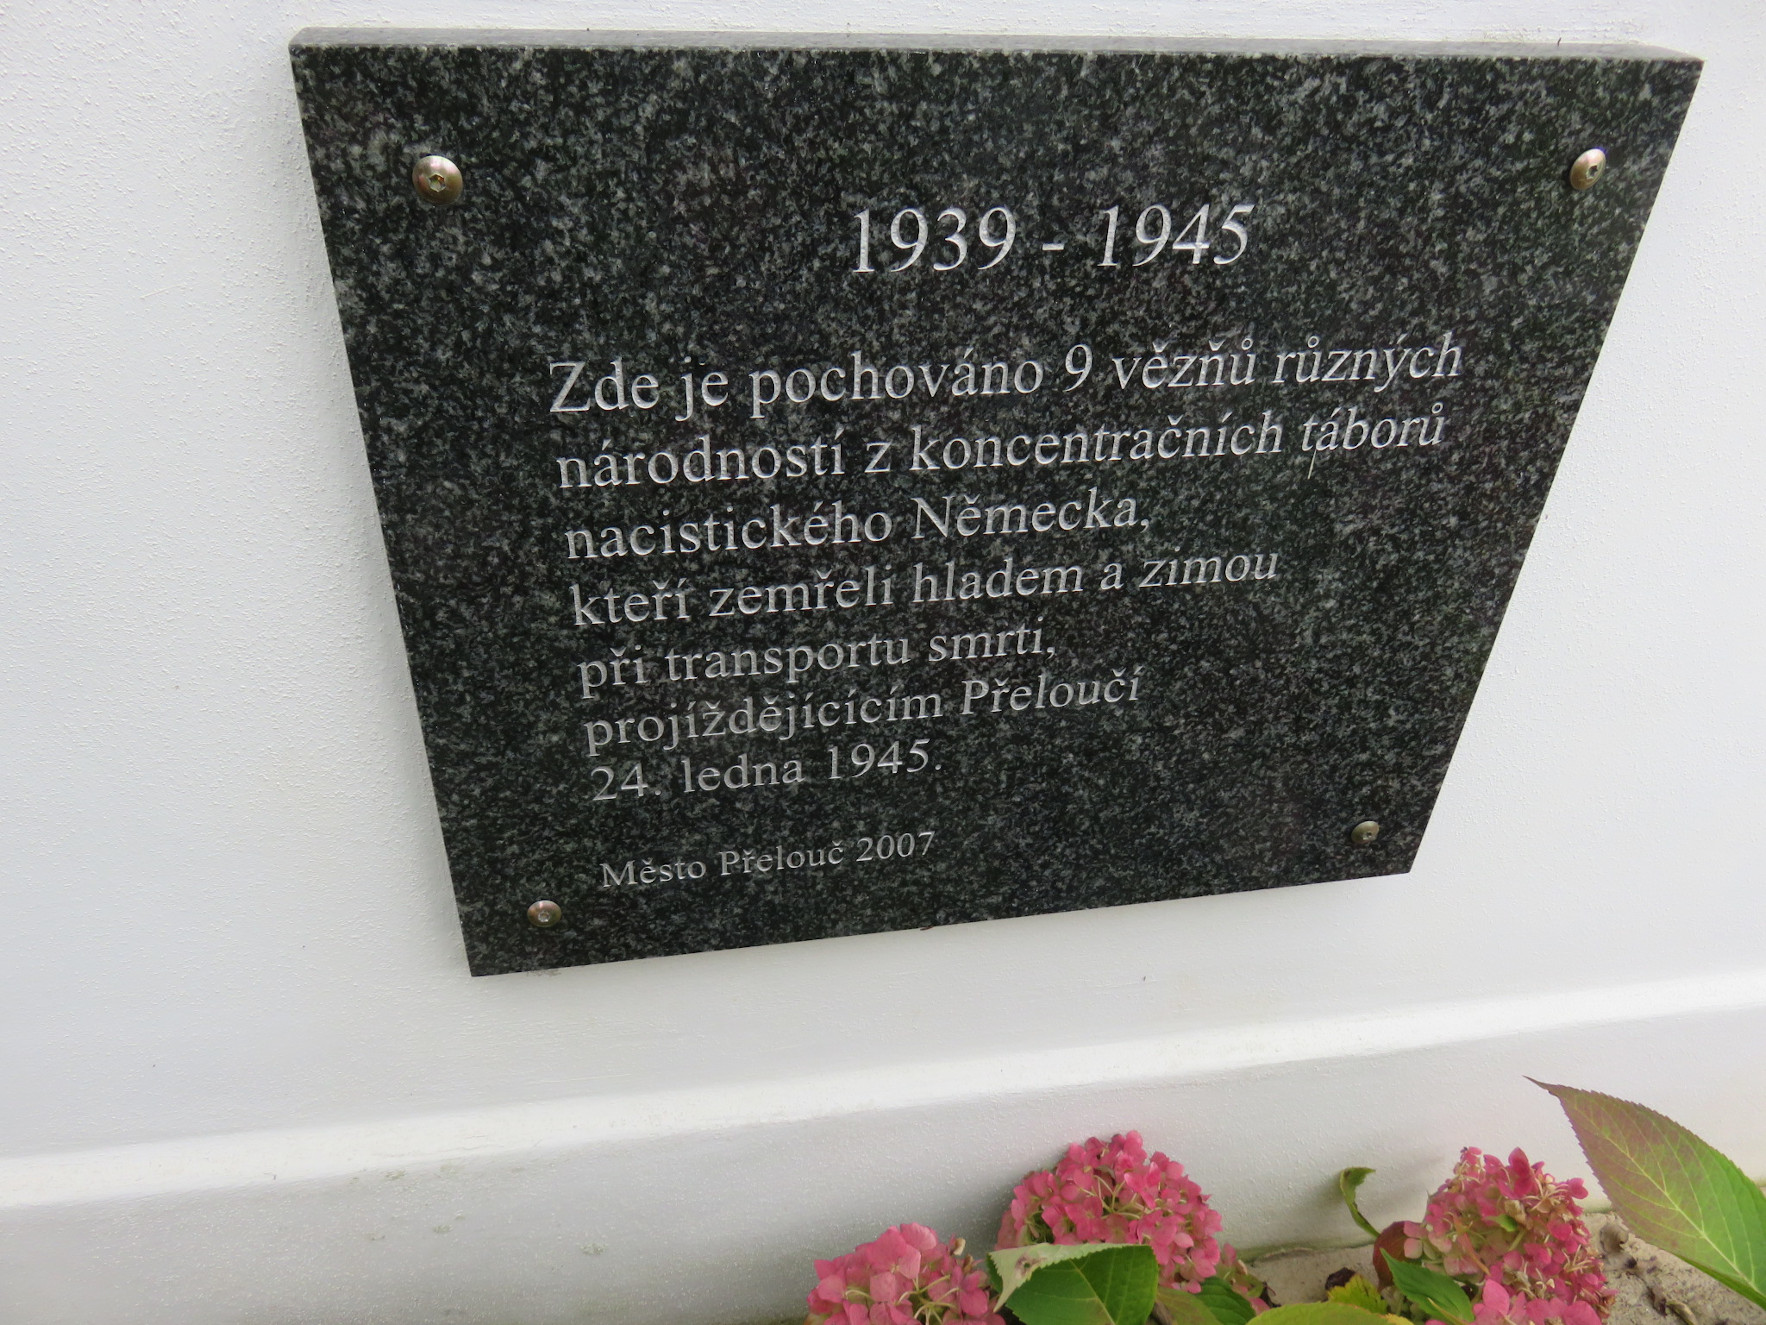 1939 - 1945
Zde je pochováno 9 vězňů různých
národností z koncentračních táborů
nacistického Německa,
kteří zemřeli hladem a zimou
při transportu smrti,
projíždějícícím Přeloučí
24. ledna 1945.
Město Přelouč 2007